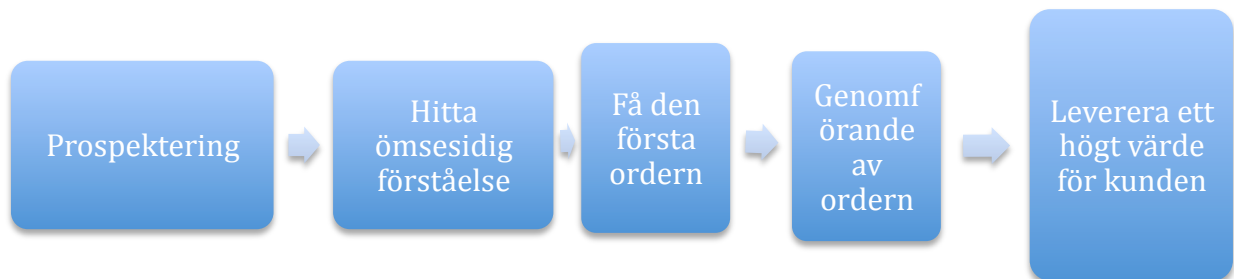 Prospektering
Hitta
ömsesidig
förståelse
Få den
första
ordern
Genomf
örande
av
ordern
Leverera ett
högt värde
för kunden